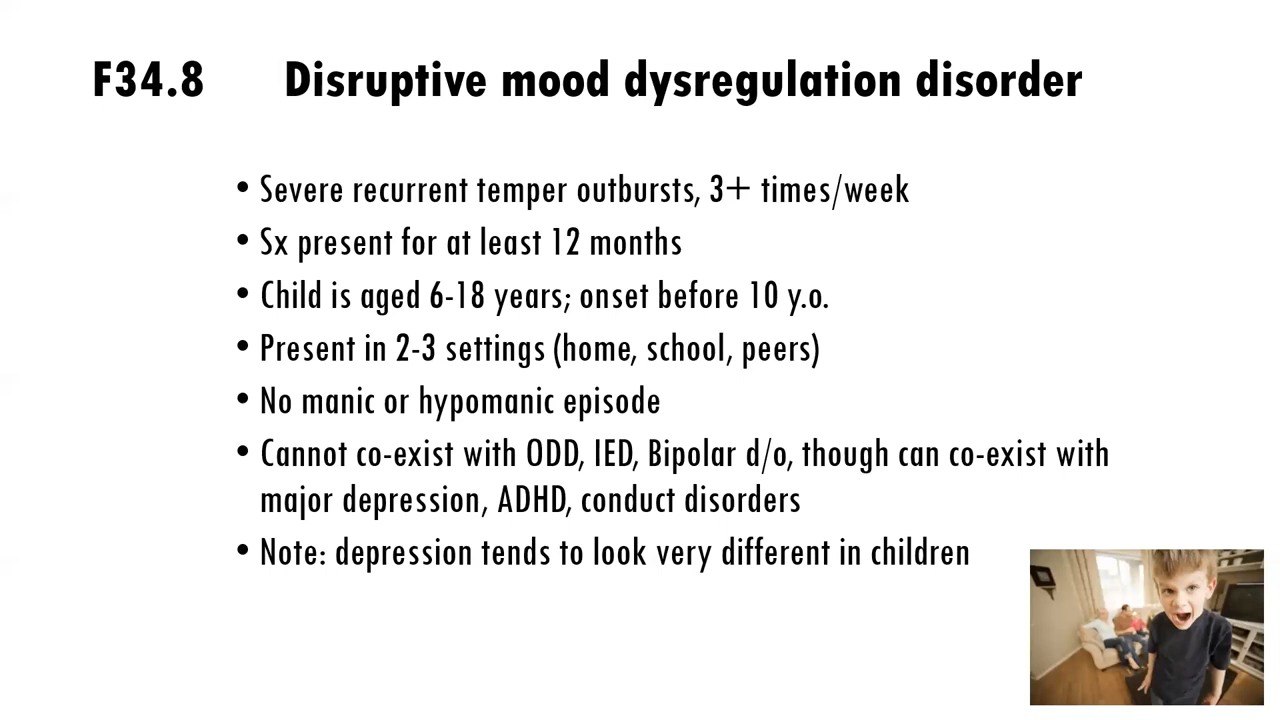 F34.8 Disruptive mood dysregulation disorder
• Severe recurrent temper outbursts, 3+ times/week
• Sx present for at least 12 months
• Child is aged 6-18 years; onset before 10 y.o.
• Present in 2-3 settings (home, school, peers)
• No manic or hypomanic episode
• Cannot co-exist with ODD, IED, Bipolar d/o, though can co-exist with
major depression, ADHD, conduct disorders
• Note: depression tends to look very different in children